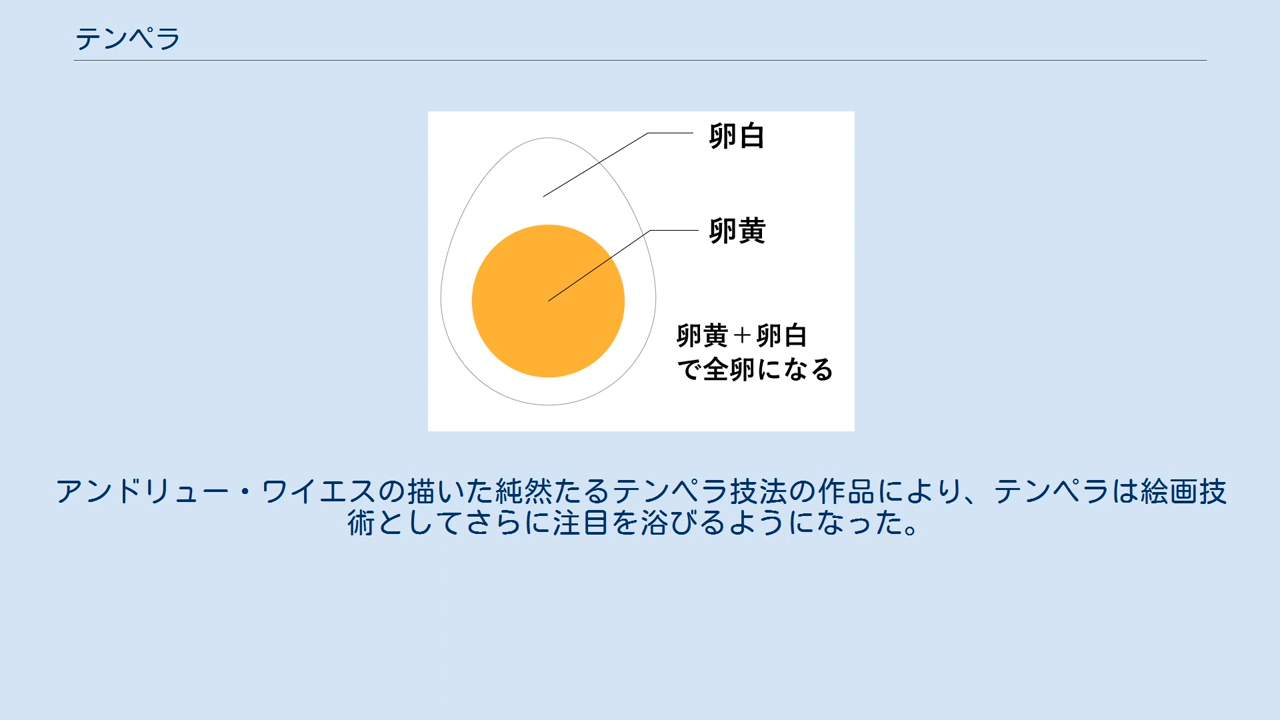 テンペラ
卵白
卵黄
卵黄＋卵白
で全卵になる
アンドリュー・ワイエスの描いた純然たるテンペラ技法の作品により、テンペラは絵画技
術としてさらに注目を浴びるようになった。